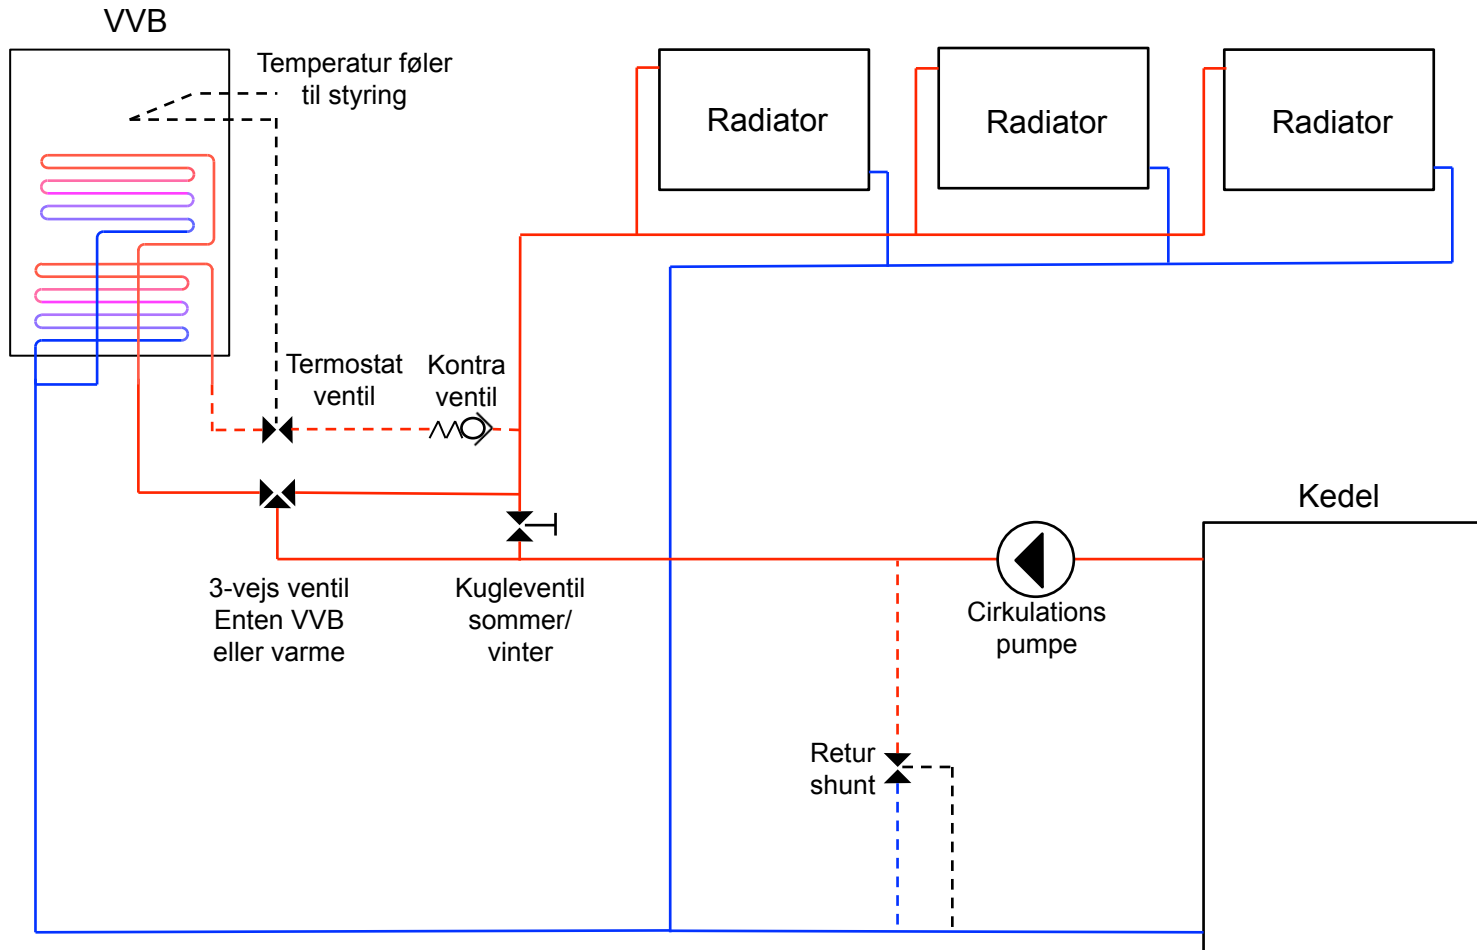 VVB
Temperatur føler
til styring
Radiator
Radiator
Radiator
Termostat
ventil
Kontra
ventil
Kedel
3-vejs ventil
Enten VVB
eller varme
Kugleventil
sommer/
vinter
Cirkulations
pumpe
Retur
shunt